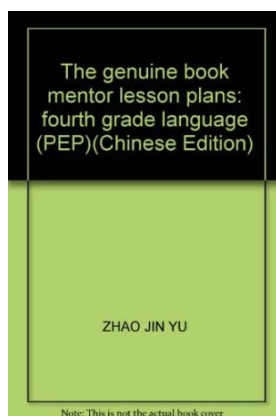 The genuine book
mentor lesson plans:
fourth grade language
(PEP)(Chinese Edition)
ZHAO JIN YU
Note: This is not the actual book cover